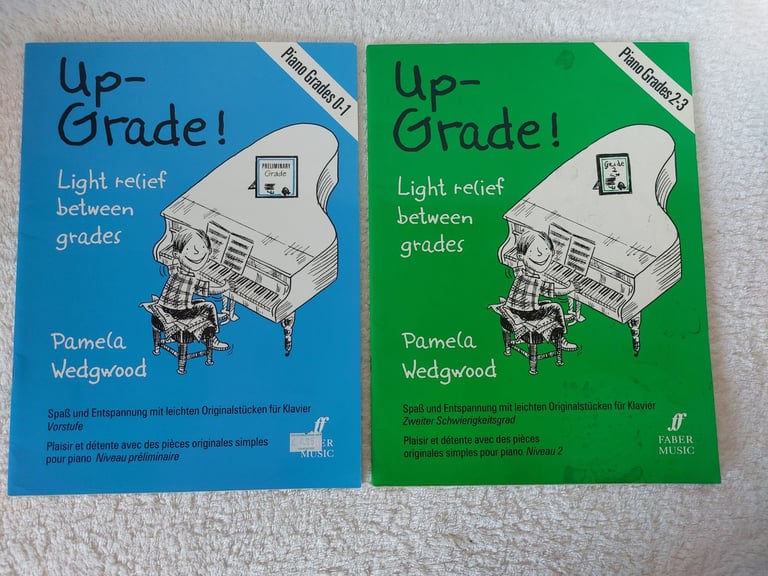 Piano Grades 0-1
Up-
Grade!
PRELIMINARY
Grade
Light relief
between
grades
Pamela
Wedgwood
Spaß und Entspannung mit leichten Originalstücken für Klavier
Vorstufe
Plaisir et détente avec des pièces originales simples
pour piano Niveau préliminaire
ff
MUSIC
Piano Grades 2-3
Up-
Grade!
Grade
2
Light relief
between
grades
Pamela
Wedgwood
Spaß und Entspannung mit leichten Originalstücken für Klavier
Zweiter Schwierigkeitsgrad
Plaisir et détente avec des pièces
originales simples pour piano Niveau 2
ff
FABER
MUSIC